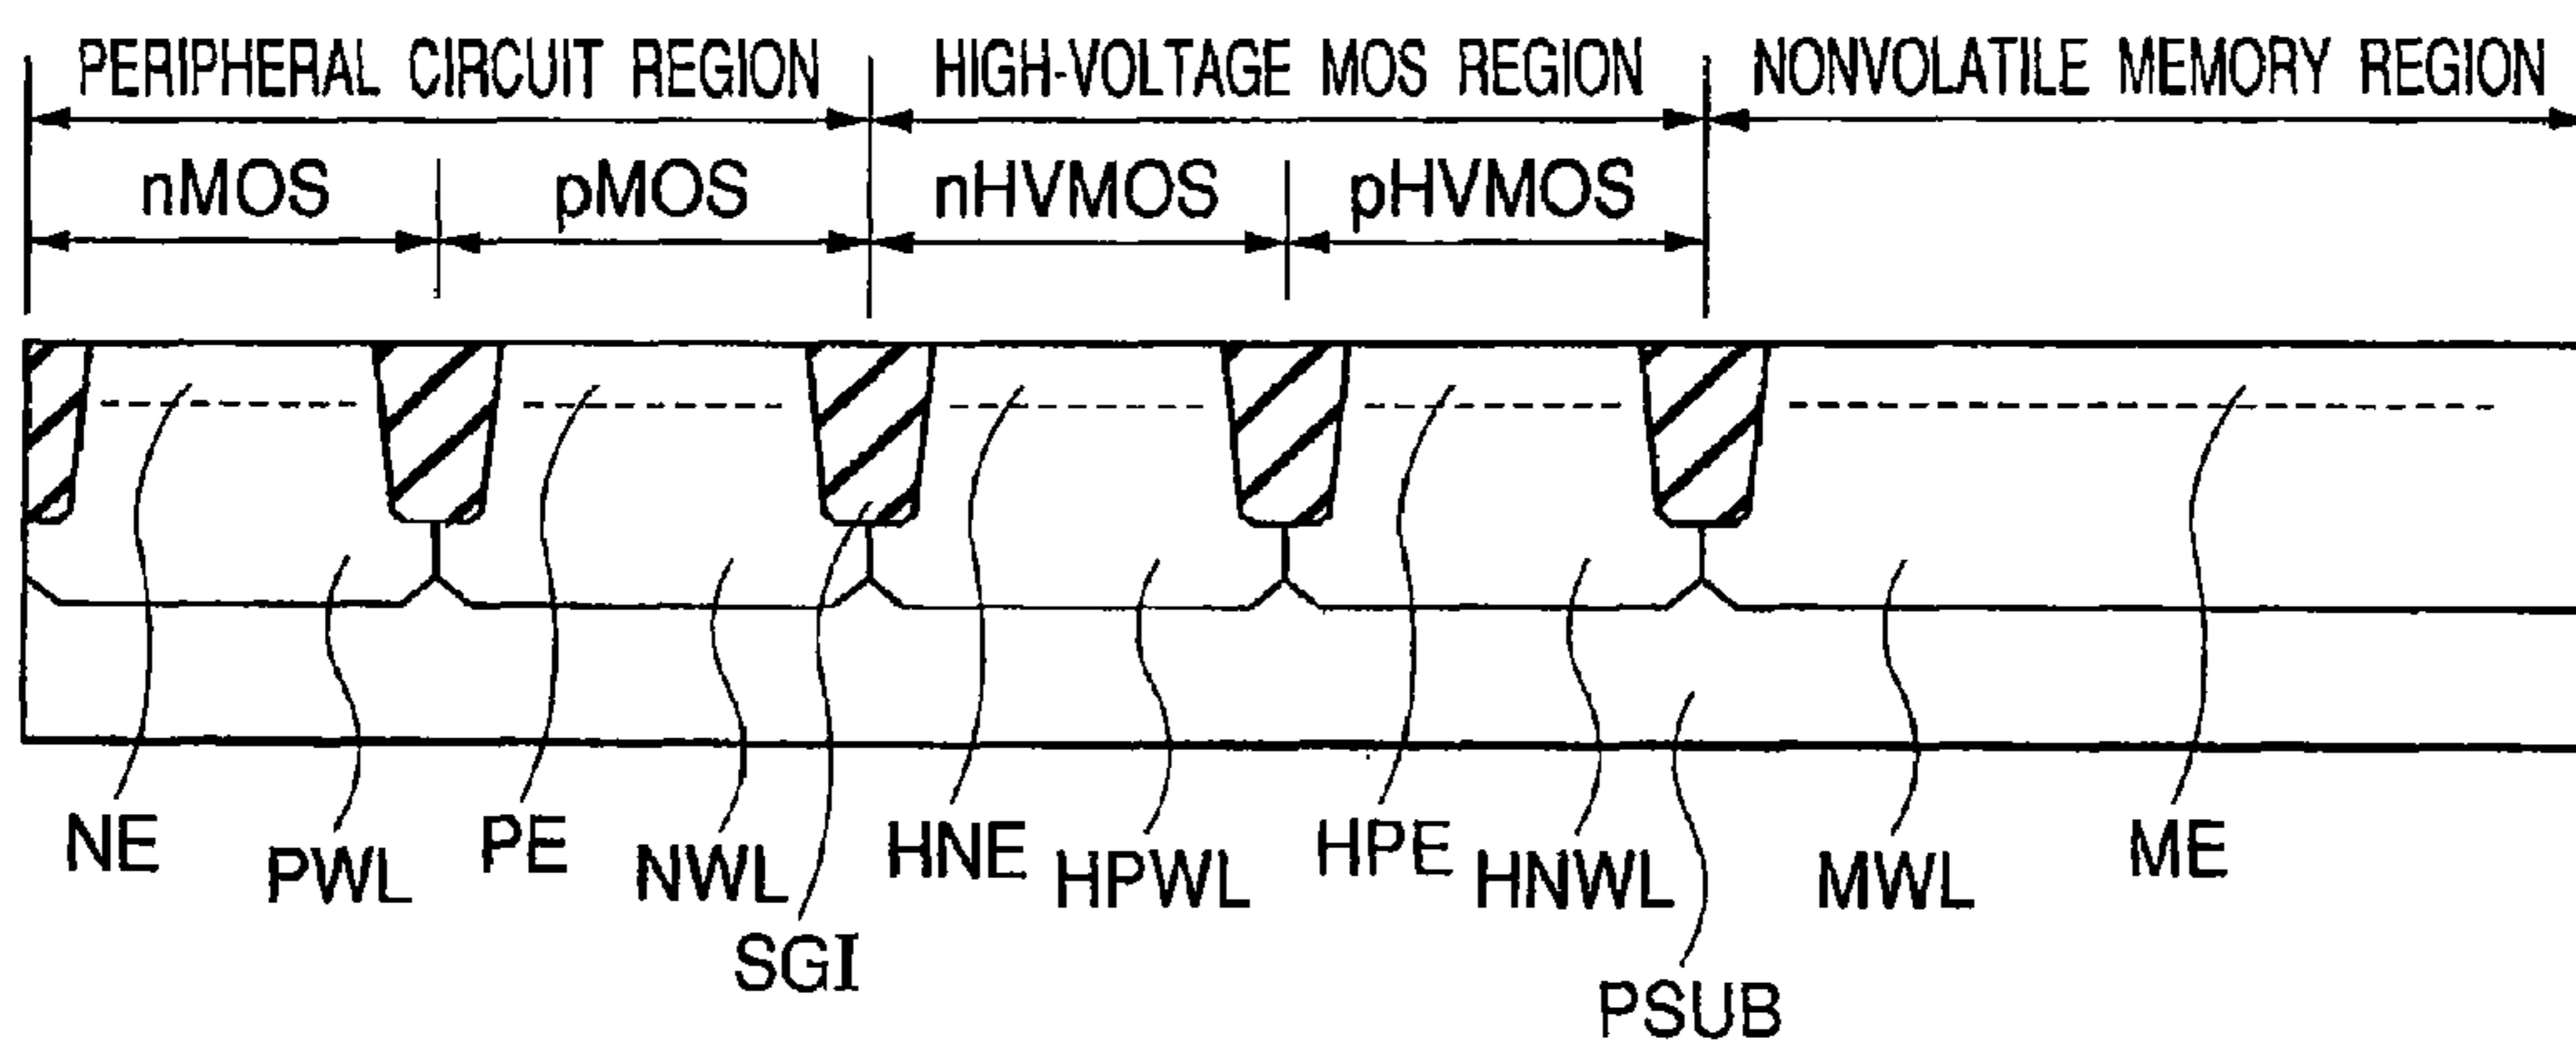 PERIPHERAL CIRCUIT REGION HIGH-VOLTAGE MOS REGION NONVOLATILE MEMORY REGION
nMOS pMOS nHVMOS pHVMOS
NE PWL PE NWL SGI HNE HPWL HPE HNWL PSUB MWL ME